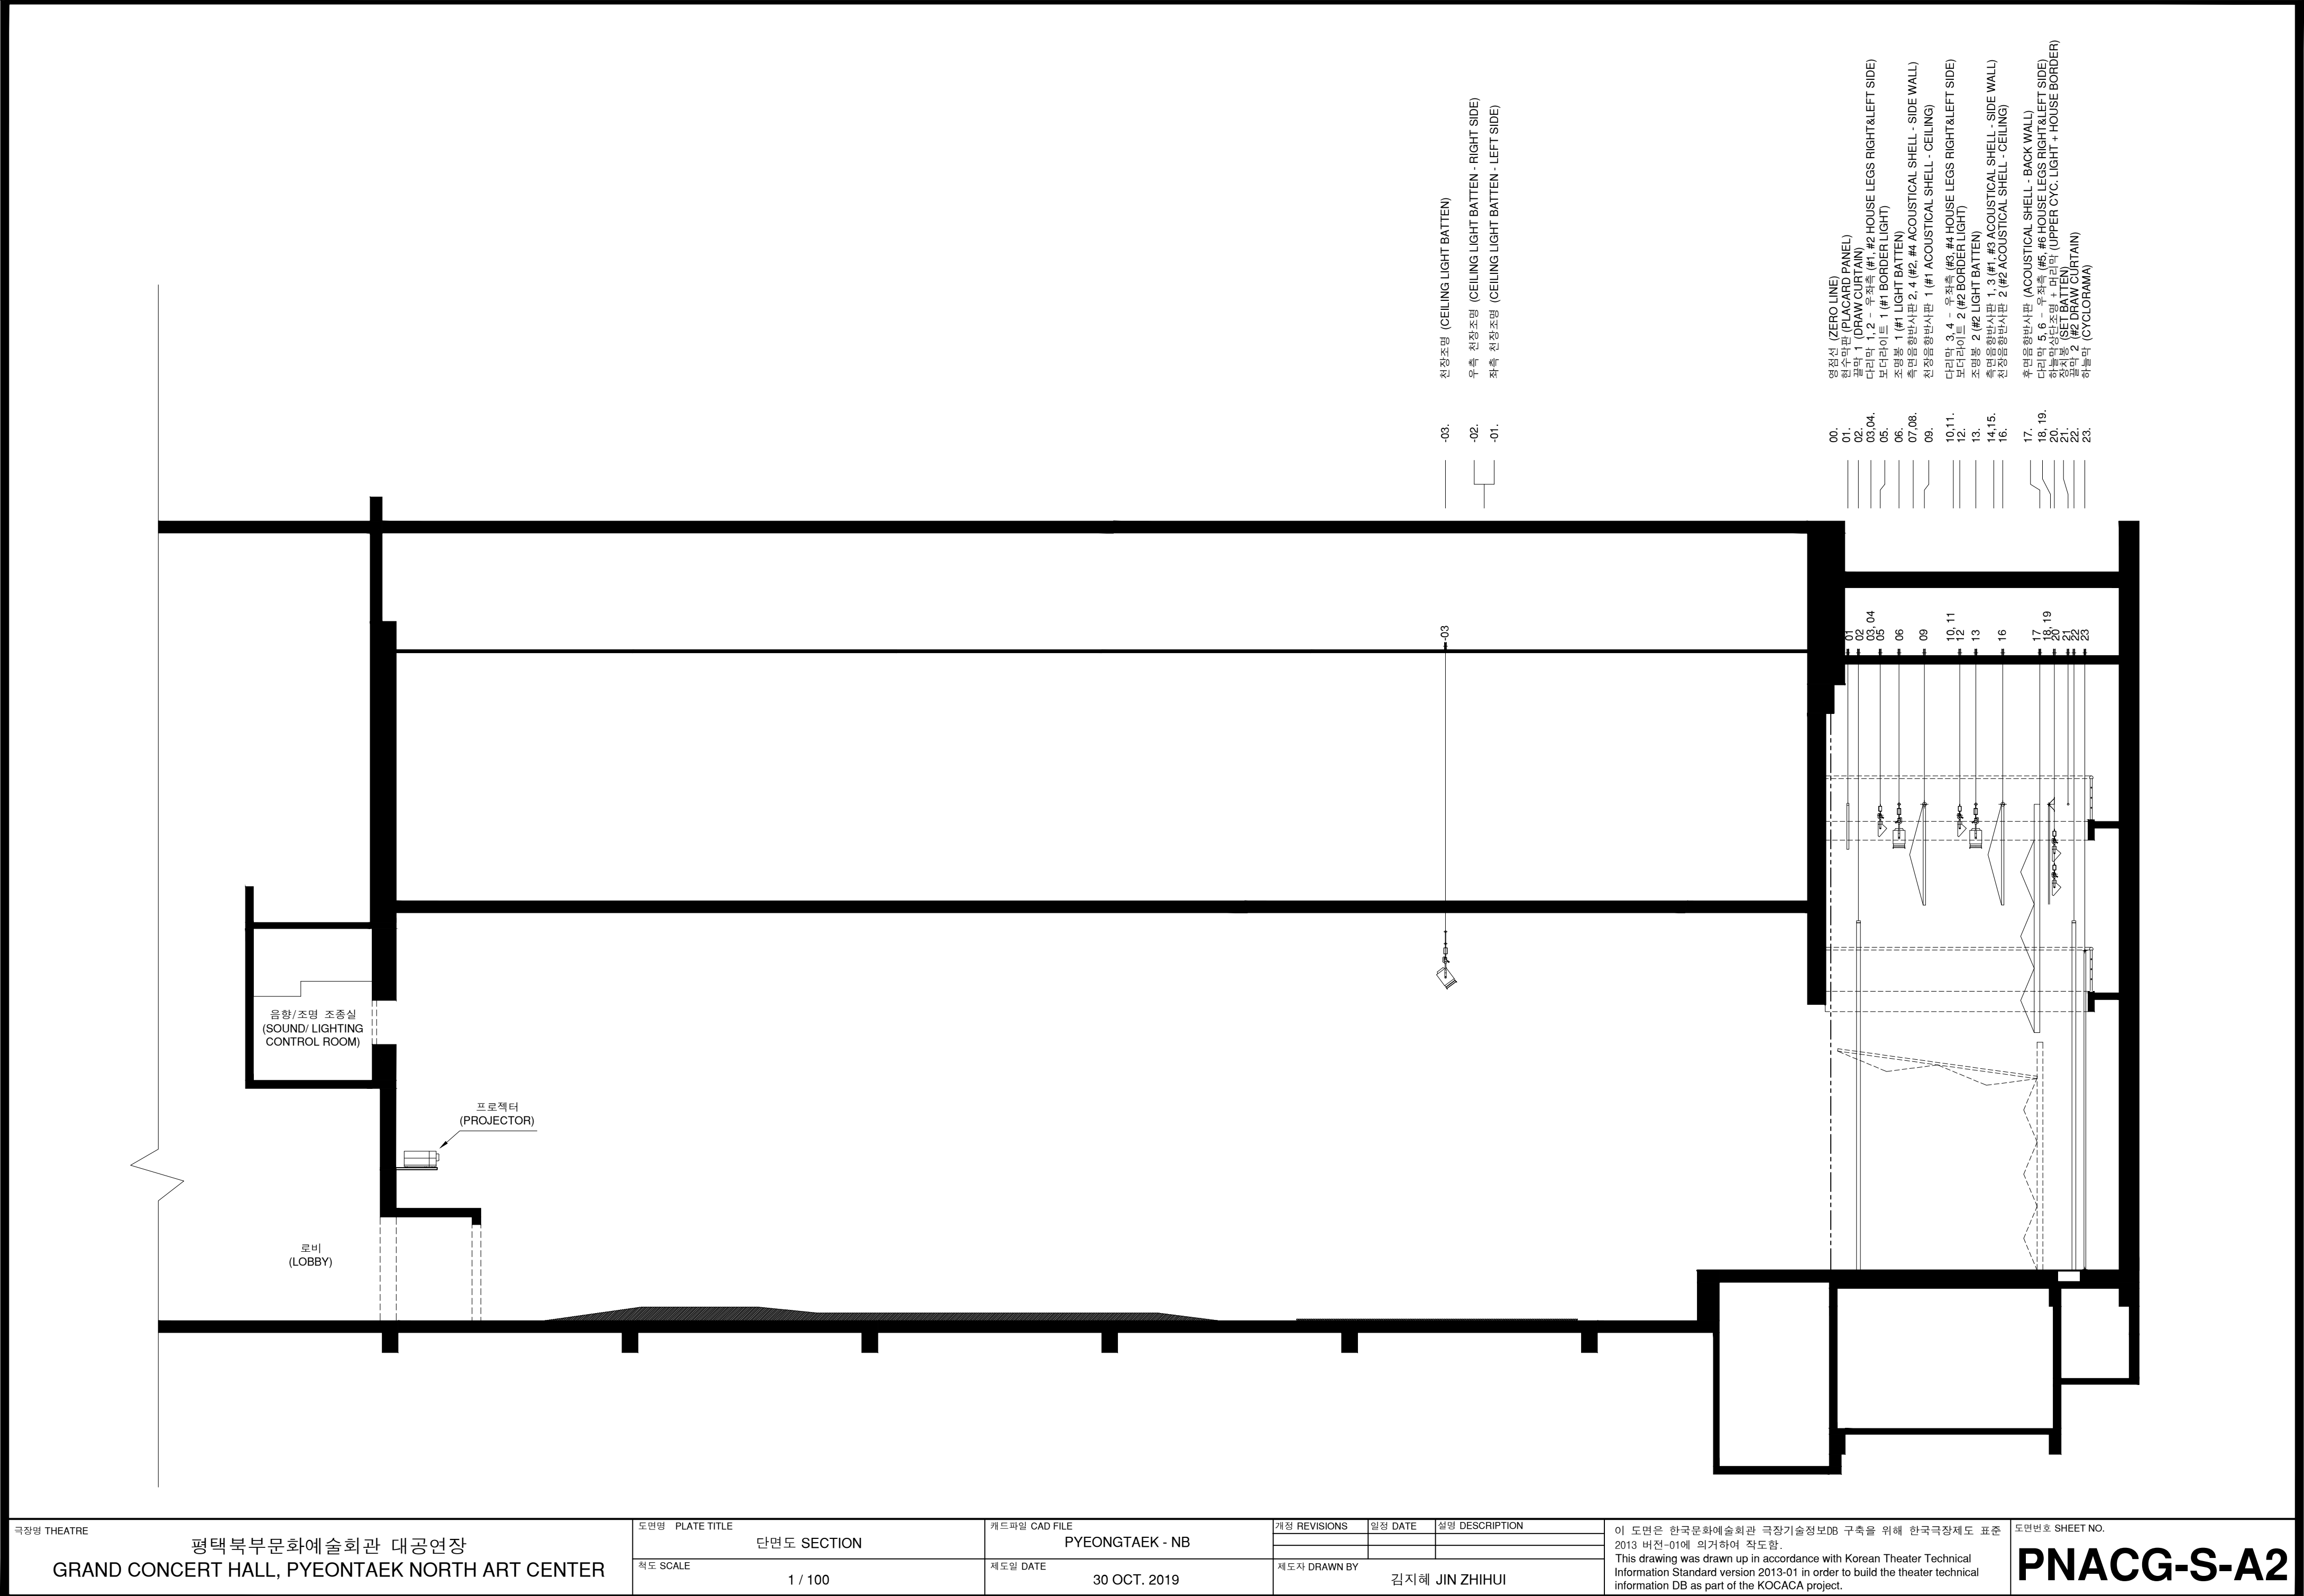 천장조명 (CEILING LIGHT BATTEN)
우측 천장조명 (CEILING LIGHT BATTEN - RIGHT SIDE)
좌측 천장조명 (CEILING LIGHT BATTEN - LEFT SIDE)
영점선 (ZERO LINE)
현수막판 (PLACARD PANEL)
끌막 1 (DRAW CURTAIN)
다리막 1, 2 - 우좌측 (#1, #2 HOUSE LEGS RIGHT&LEFT SIDE)
보더라이트 1 (#1 BORDER LIGHT)
조명봉 1 (#1 LIGHT BATTEN)
측면음향반사판 2, 4 (#2, #4 ACOUSTICAL SHELL - SIDE WALL)
천장음향반사판 1 (#1 ACOUSTICAL SHELL - CEILING)
다리막 3, 4 - 우좌측 (#3, #4 HOUSE LEGS RIGHT&LEFT SIDE)
보더라이트 2 (#2 BORDER LIGHT)
조명봉 2 (#2 LIGHT BATTEN)
측면음향반사판 1, 3 (#1, #3 ACOUSTICAL SHELL - SIDE WALL)
천장음향반사판 2 (#2 ACOUSTICAL SHELL - CEILING)
후면음향반사판 (ACOUSTICAL SHELL - BACK WALL)
다리막 5, 6 - 우좌측 (#5, #6 HOUSE LEGS RIGHT&LEFT SIDE)
하늘막상단조명 + 머리막 (UPPER CYC. LIGHT + HOUSE BORDER)
장치봉 (SET BATTEN)
끌막 2 (#2 DRAW CURTAIN)
하늘막 (CYCLORAMA)
-03.
-02.
-01.
00.
01.
02.
03,04.
05.
06.
07,08.
09.
10,11.
12.
13.
14,15.
16.
17.
18, 19.
20.
21.
22.
23.
-03
01
02
03, 04
05
06
09
10, 11
12
13
16
17
18, 19
20
21
22
23
음향/조명 조종실
(SOUND/ LIGHTING
CONTROL ROOM)
프로젝터
(PROJECTOR)
로비
(LOBBY)
극장명 THEATRE
평택북부문화예술회관 대공연장
GRAND CONCERT HALL, PYEONTAEK NORTH ART CENTER
도면명 PLATE TITLE
단면도 SECTION
척도 SCALE
1 / 100
캐드파일 CAD FILE
PYEONGTAEK - NB
제도일 DATE
30 OCT. 2019
개정 REVISIONS
일정 DATE
설명 DESCRIPTION
제도자 DRAWN BY
김지혜 JIN ZHIHUI
이 도면은 한국문화예술회관 극장기술정보DB 구축을 위해 한국극장제도 표준
2013 버전-01에 의거하여 작도함.
This drawing was drawn up in accordance with Korean Theater Technical
Information Standard version 2013-01 in order to build the theater technical
information DB as part of the KOCACA project.
도면번호 SHEET NO.
PNACG-S-A2